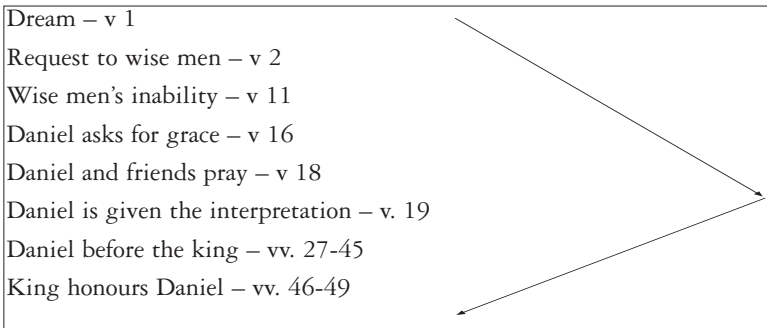 Dream – v 1
Request to wise men – v 2
Wise men's inability – v 11
Daniel asks for grace – v 16
Daniel and friends pray – v 18
Daniel is given the interpretation – v. 19
Daniel before the king – vv. 27-45
King honours Daniel – vv. 46-49